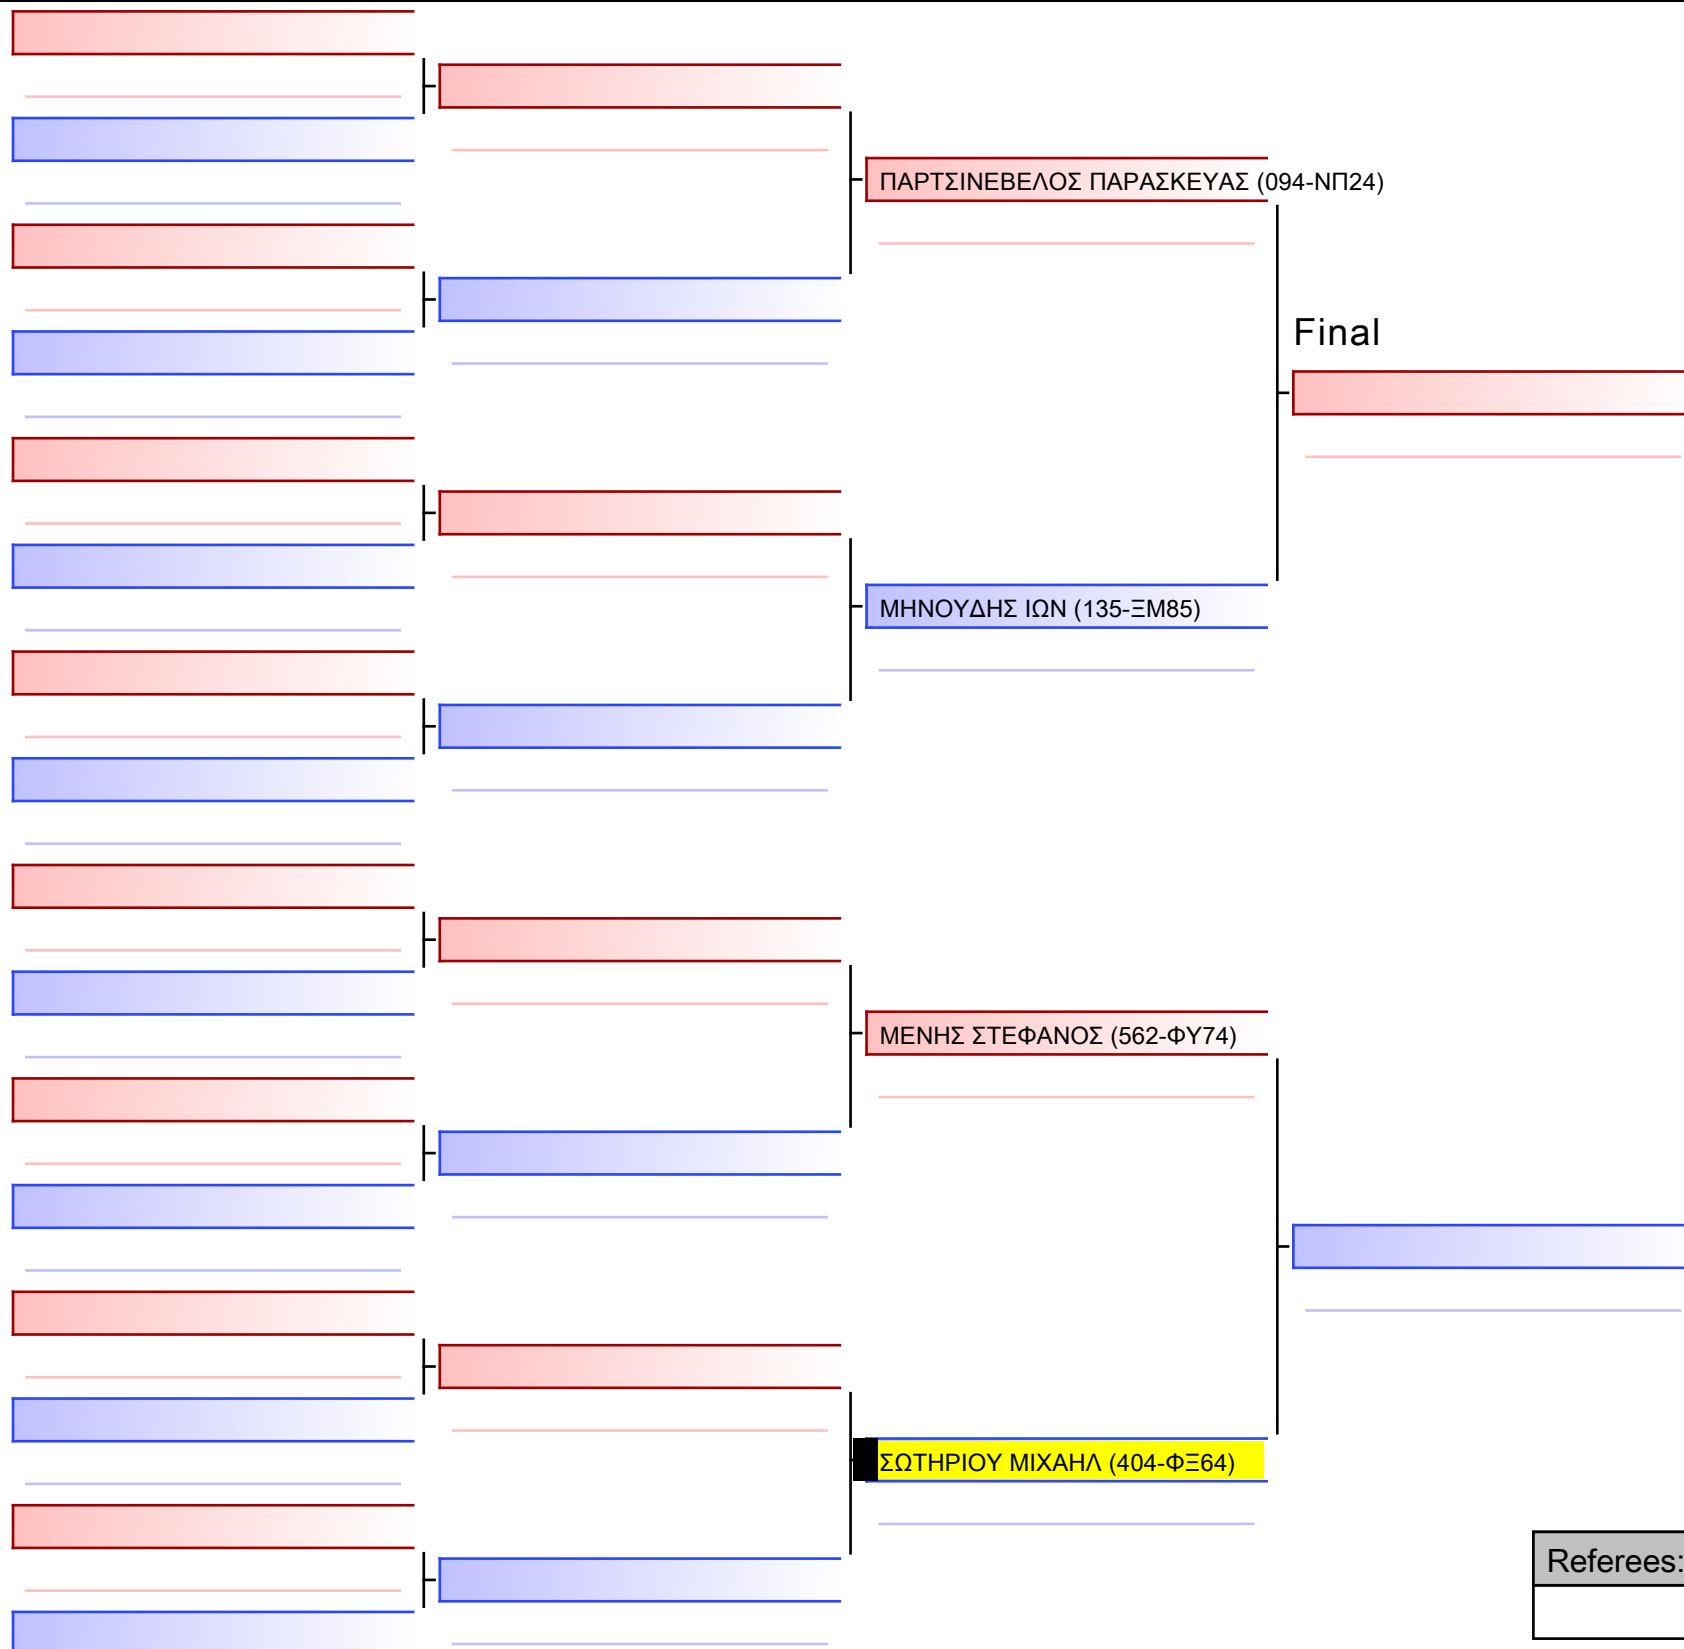 ΠΑΡΤΣΙΝΕΒΕΛΟΣ ΠΑΡΑΣΚΕΥΑΣ (094-ΝΠ24)
Final
ΜΗΝΟΥΔΗΣ ΙΩΝ (135-ΞΜ85)
ΜΕΝΗΣ ΣΤΕΦΑΝΟΣ (562-ΦΥ74)
ΣΩΤΗΡΙΟΥ ΜΙΧΑΗΛ (404-ΦΞ64)
Referees: